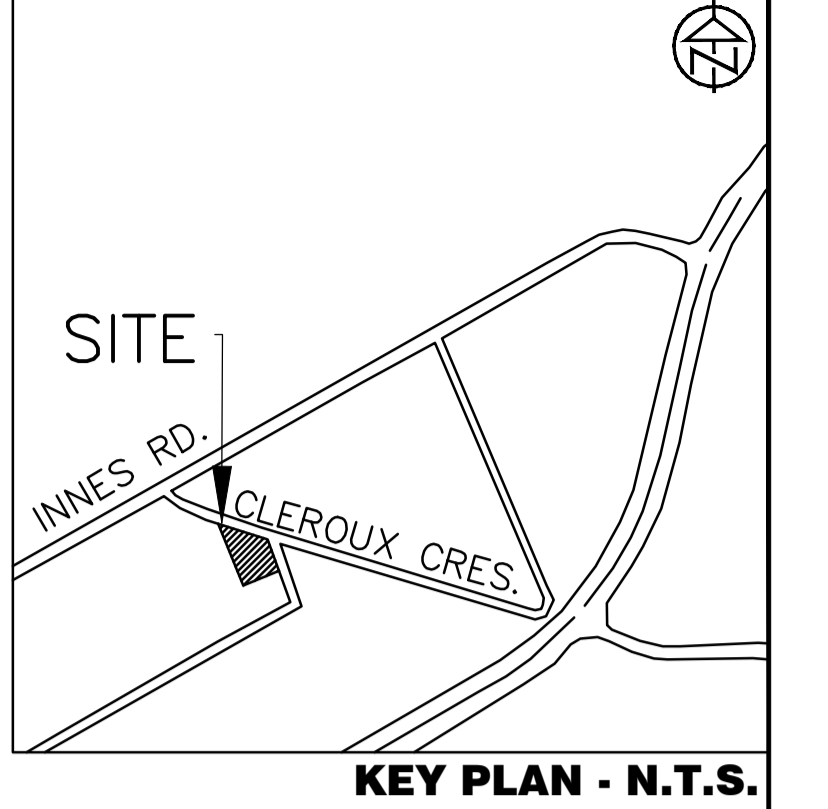 N
SITE
INNES RD.
CLEROUX CRES.
KEY PLAN - N.T.S.